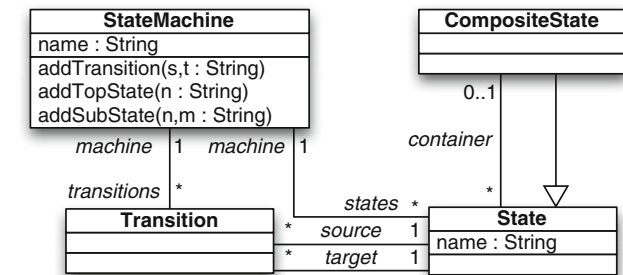 StateMachine
name : String
addTransition(s,t : String)
addTopState(n : String)
addSubState(n,m : String)
CompositeState
0..1
container
*
machine 1
machine 1
transitions *
states *
Transition
* source 1
* target 1
State
name : String